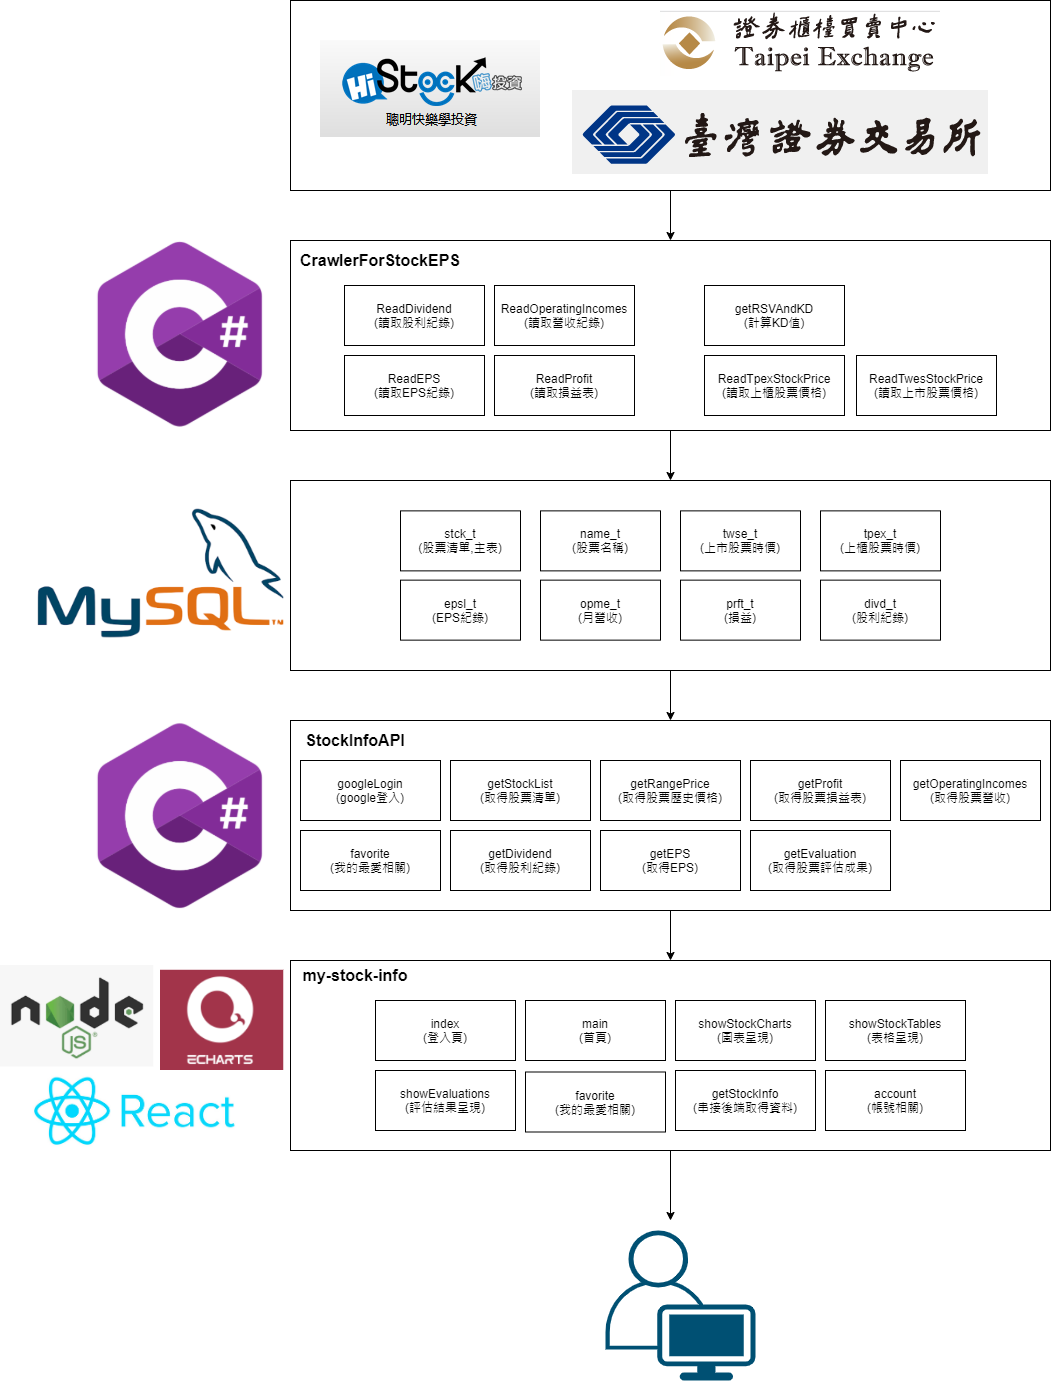 證券櫃檯買賣中心
Taipei Exchange
HiStock嗨投資
聰明快樂學投資
臺灣證券交易所
C#
CrawlerForStockEPS
ReadDividend
(讀取股利紀錄)
ReadOperatingIncomes
(讀取營收紀錄)
getRSVAndKD
(計算KD值)
ReadEPS
(讀取EPS紀錄)
ReadProfit
(讀取損益表)
ReadTpexStockPrice
(讀取上櫃股票價格)
ReadTwesStockPrice
(讀取上市股票價格)
MySQL
TM
stck_t
(股票清單,主表)
name_t
(股票名稱)
twse_t
(上市股票時價)
tpex_t
(上櫃股票時價)
epsl_t
(EPS紀錄)
opme_t
(月營收)
prft_t
(損益)
divd_t
(股利紀錄)
C#
StockInfoAPI
googleLogin
(google登入)
getStockList
(取得股票清單)
getRangePrice
(取得股票歷史價格)
getProfit
(取得股票損益表)
getOperatingIncomes
(取得股票營收)
favorite
(我的最愛相關)
getDividend
(取得股利紀錄)
getEPS
(取得EPS)
getEvaluation
(取得股票評估成果)
node
JS
®
ECHARTS
React
my-stock-info
index
(登入頁)
main
(首頁)
showStockCharts
(圖表呈現)
showStockTables
(表格呈現)
showEvaluations
(評估結果呈現)
favorite
(我的最愛相關)
getStockInfo
(串接後端取得資料)
account
(帳號相關)